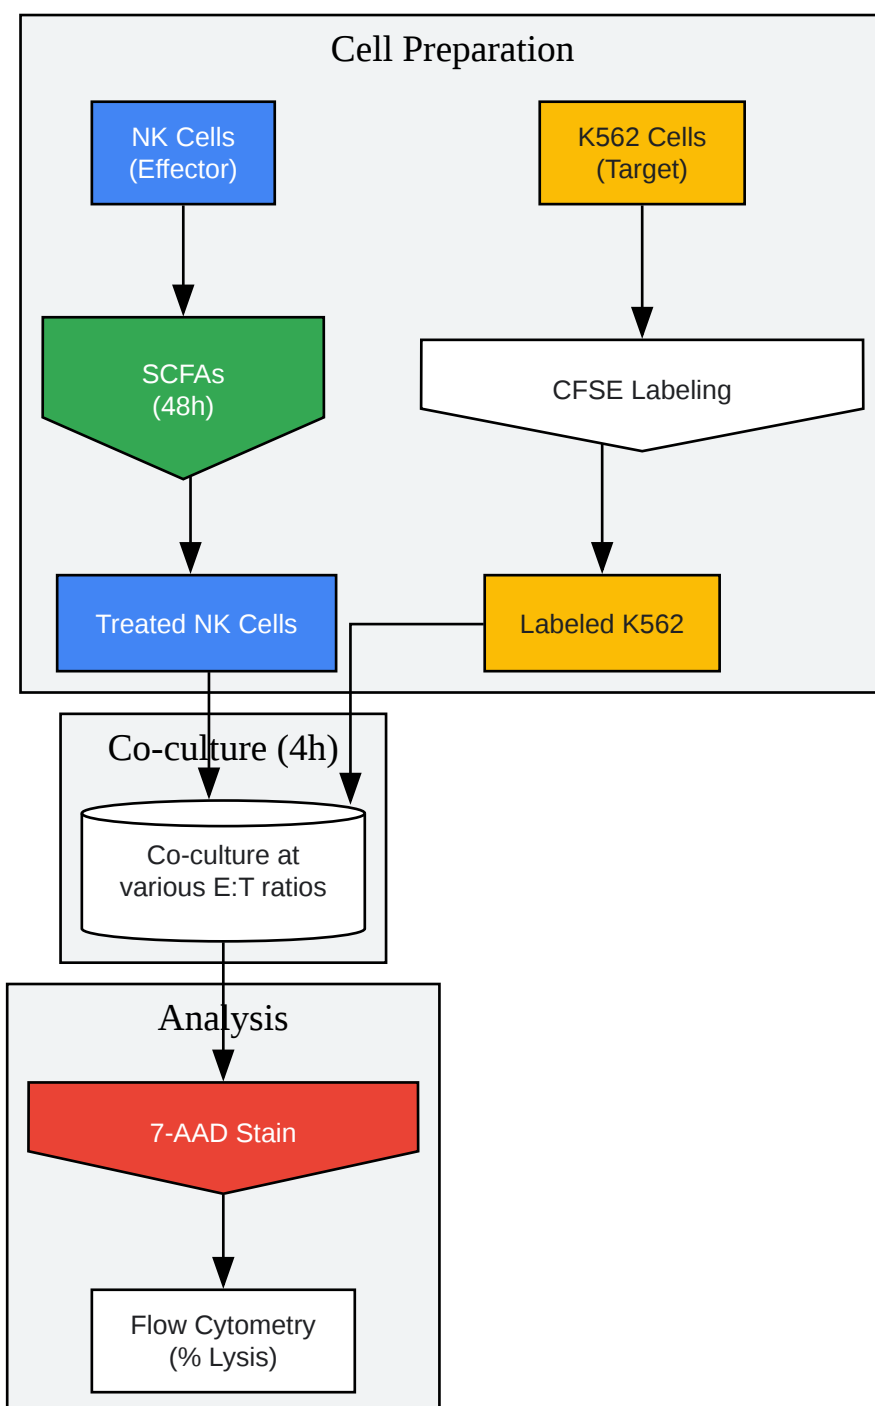 Cell Preparation
NK Cells
(Effector)
K562 Cells
(Target)
SCFAs
(48h)
CFSE Labeling
Treated NK Cells
Labeled K562
Co-culture (4h)
Co-culture at
various E:T ratios
Analysis
7-AAD Stain
Flow Cytometry
(% Lysis)